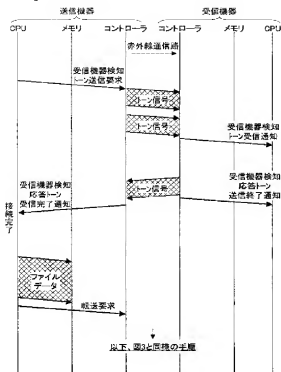 送信機器
受信機器
CPU
メモリ
コントローラ
コントローラ
メモリ
CPU
赤外線通信路
受信機器検知
トーン送信要求
トーン信号
トーン信号
受信機器検知
トーン受信通知
受信機器検知
応答トーン
受信完了通知
トーン信号
受信機器検知
応答トーン
送信終了通知
接続完了
ファイル
データ
転送要求
以下、図3と同様の手順